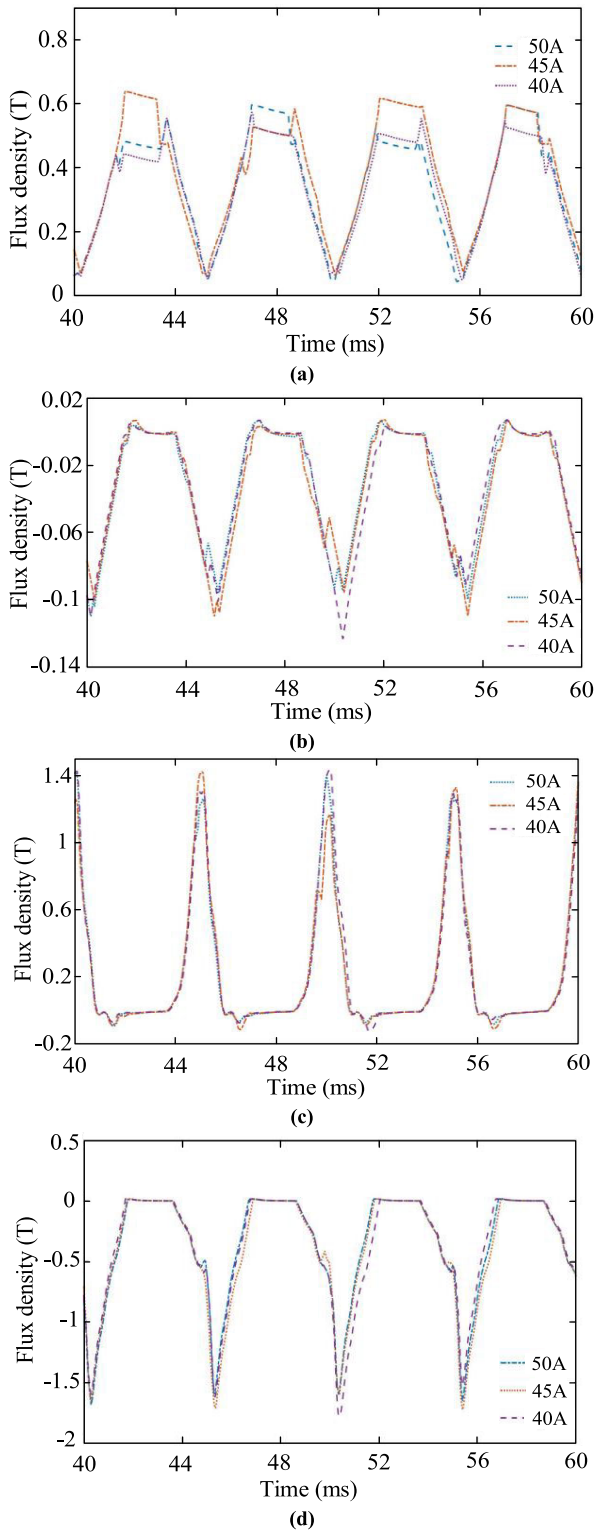 0.8
0.6
0.4
0.2
0
Flux density (T)
50A
45A
40A
40 44 48 52 56 60
Time (ms)
(a)
0.02
-0.02
-0.06
-0.1
-0.14
Flux density (T)
50A
45A
40A
40 44 48 52 56 60
Time (ms)
(b)
1.4
1
0.6
0.2
-0.2
Flux density (T)
50A
45A
40A
40 44 48 52 56 60
Time (ms)
(c)
0.5
0
-0.5
-1
-1.5
-2
Flux density (T)
50A
45A
40A
40 44 48 52 56 60
Time (ms)
(d)